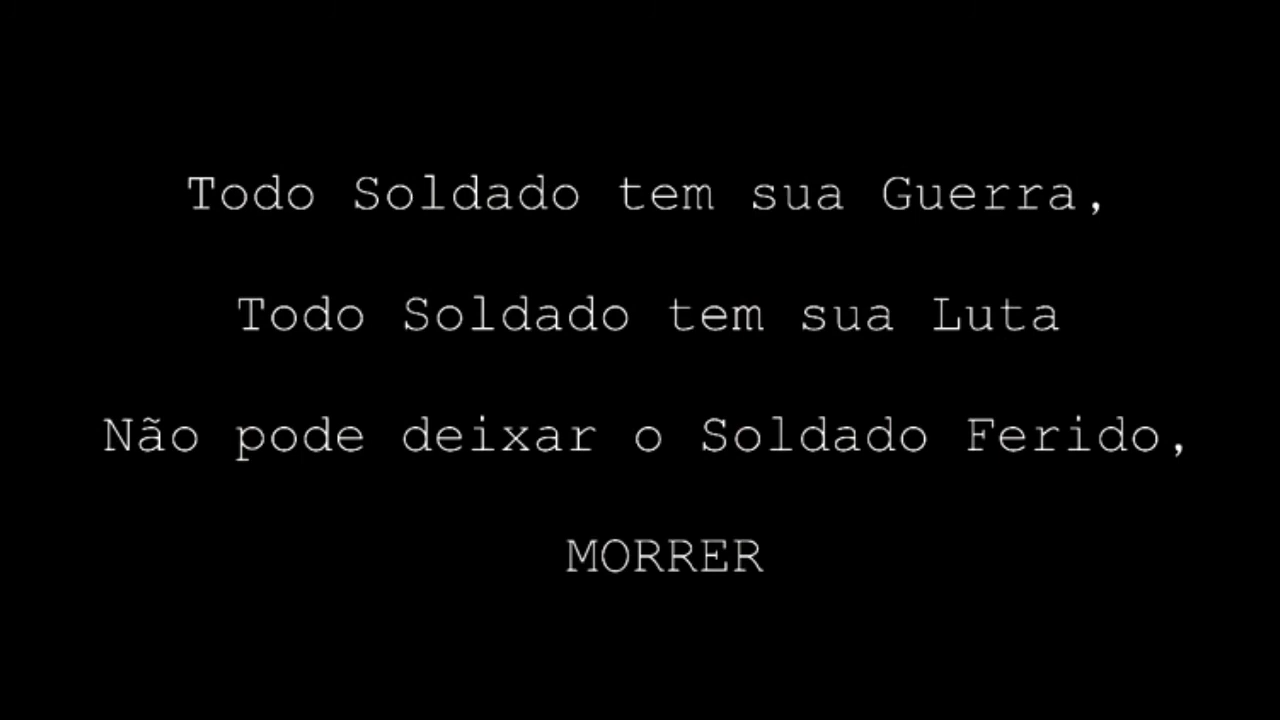 Todo Soldado tem sua Guerra,
Todo Soldado tem sua Luta
Não pode deixar o Soldado Ferido,
MORRER